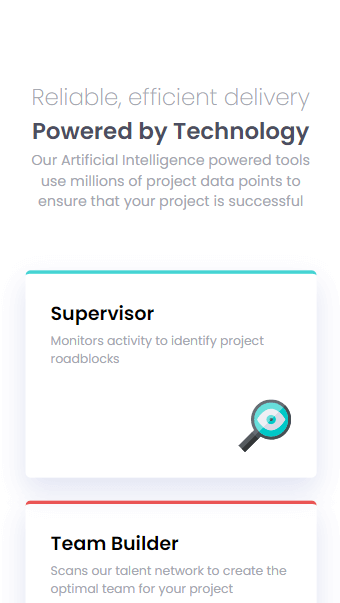 Reliable, efficient delivery
Powered by Technology
Our Artificial Intelligence powered tools
use millions of project data points to
ensure that your project is successful
Supervisor
Monitors activity to identify project
roadblocks
Team Builder
Scans our talent network to create the
optimal team for your project